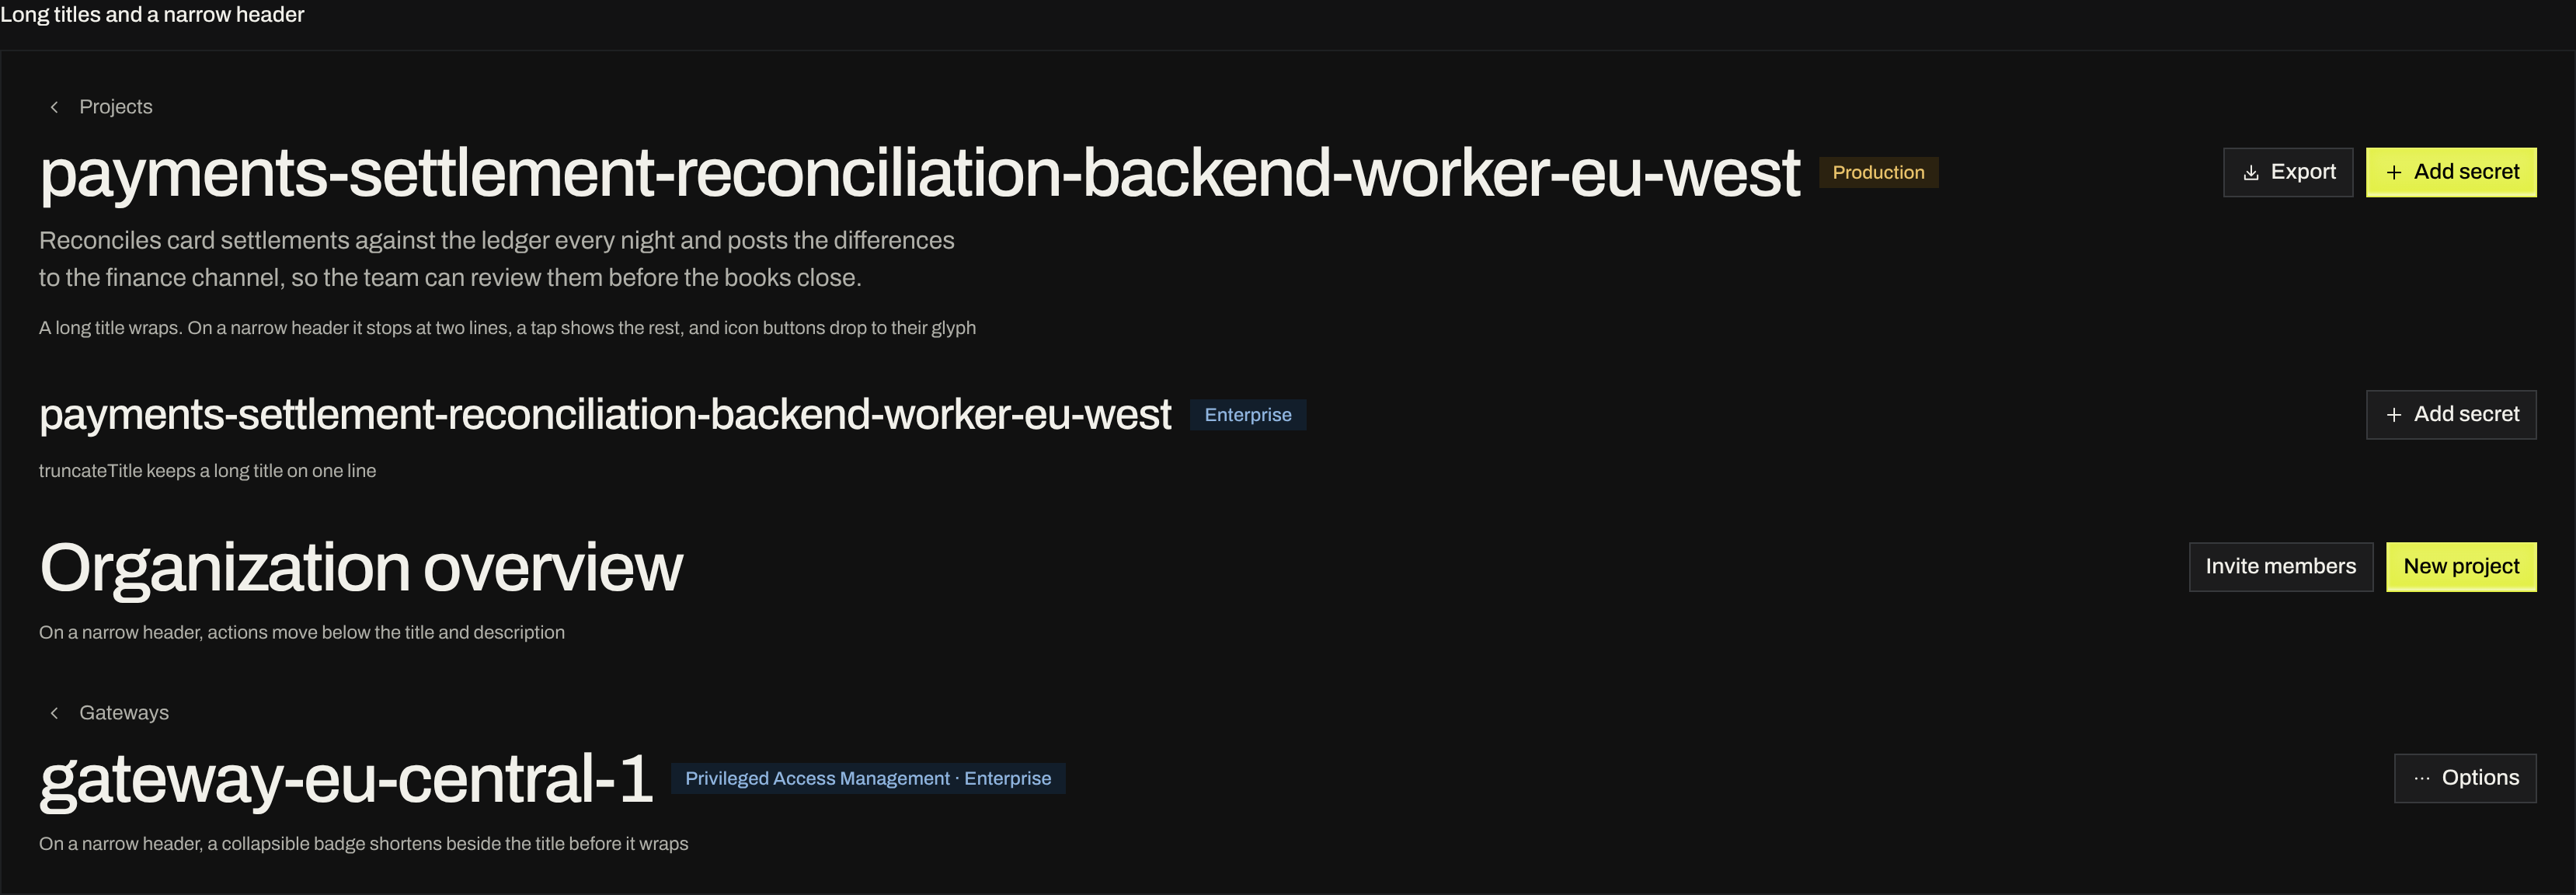 Long titles and a narrow header
Projects
payments-settlement-reconciliation-backend-worker-eu-west Production Export Add secret
Reconciles card settlements against the ledger every night and posts the differences
to the finance channel, so the team can review them before the books close.
A long title wraps. On a narrow header it stops at two lines, a tap shows the rest, and icon buttons drop to their glyph
payments-settlement-reconciliation-backend-worker-eu-west Enterprise Add secret
truncateTitle keeps a long title on one line
Organization overview Invite members New project
On a narrow header, actions move below the title and description
Gateways
gateway-eu-central-1 Privileged Access Management · Enterprise Options
On a narrow header, a collapsible badge shortens beside the title before it wraps